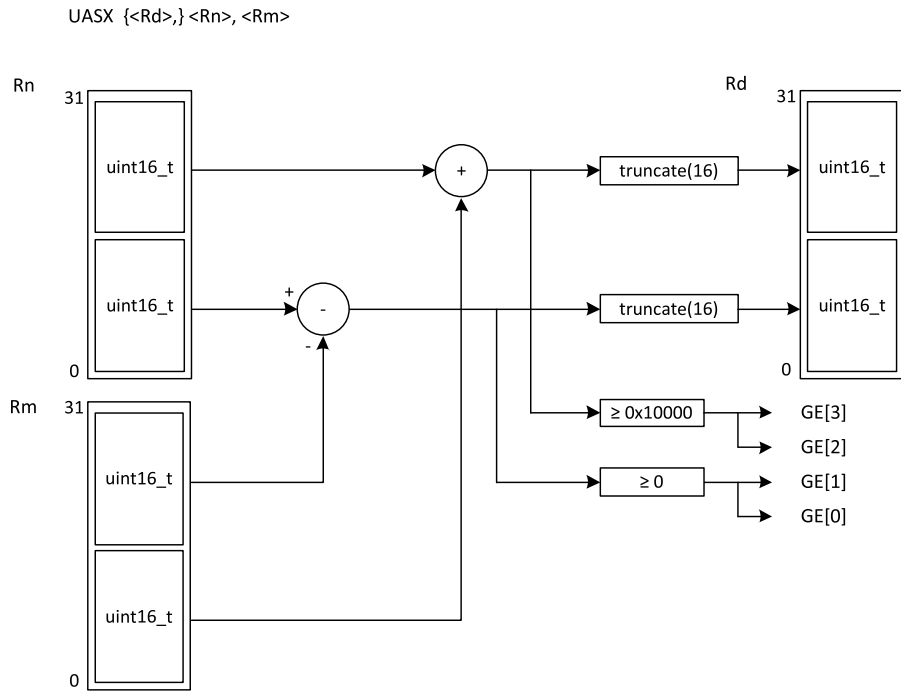 UASX {<Rd>,} <Rn>, <Rm>
Rn
31
uint16_t
uint16_t
0
Rm
31
uint16_t
uint16_t
0
+
+
-
-
truncate(16)
truncate(16)
≥ 0x10000
≥ 0
Rd
31
uint16_t
uint16_t
0
GE[3]
GE[2]
GE[1]
GE[0]